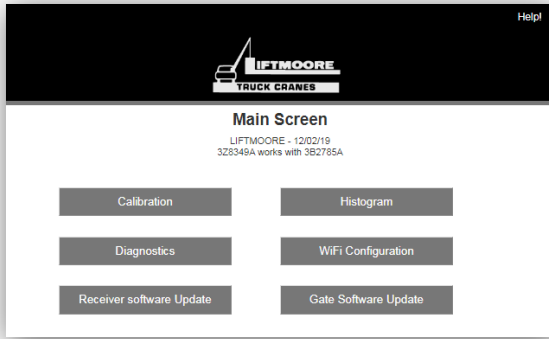 Help!
LIFTMOORE
TRUCK CRANES
Main Screen
LIFTMOORE - 12/02/19
3Z8349A works with 3B2785A
Calibration
Histogram
Diagnostics
WiFi Configuration
Receiver software Update
Gate Software Update